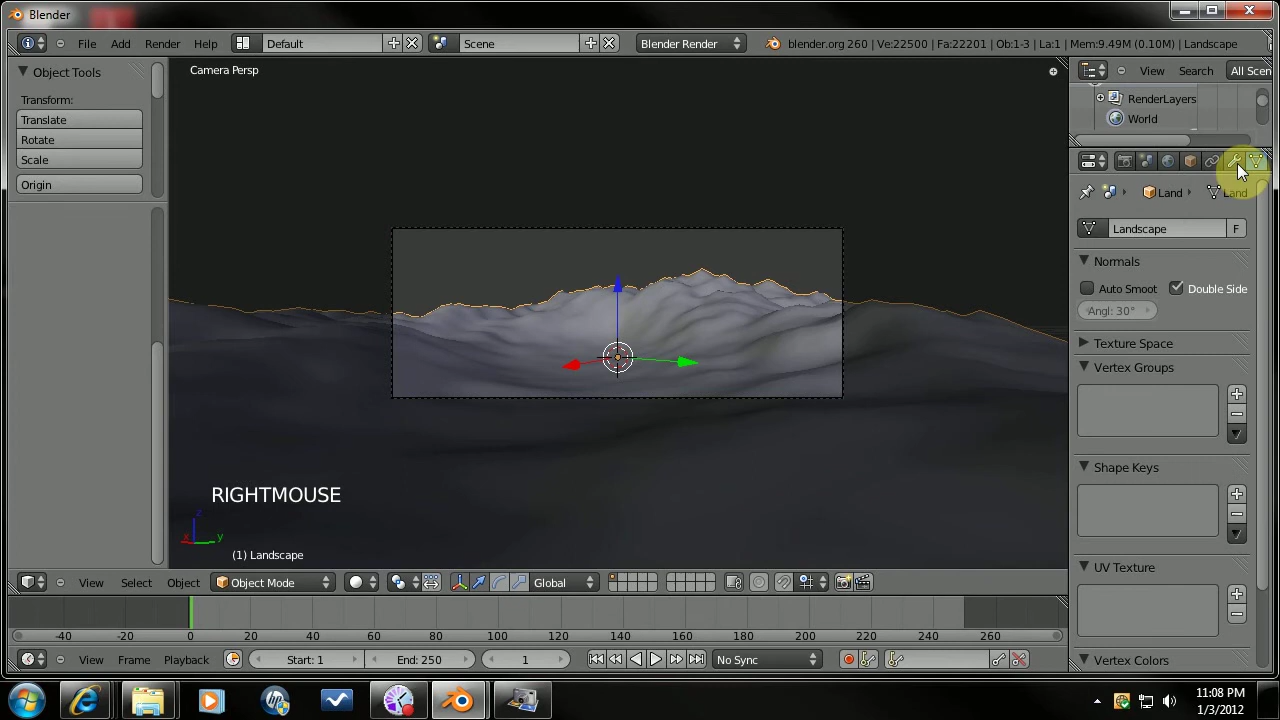 Blender
File Add Render Help Default Scene Blender Render blender.org 260 | Ve:22500 | Fa:22201 | Ob:1-3 | La:1 | Mem:9.49M (0.10M) | Landscape
Object Tools
Transform:
Translate
Rotate
Scale
Origin
Camera Persp
RIGHTMOUSE
z
x y
(1) Landscape
View Search All Scen
RenderLayers
World
Land Land
Landscape F
Normals
Auto Smoot Double Side
Angl: 30°
Texture Space
Vertex Groups
Shape Keys
UV Texture
Vertex Colors
View Select Object Object Mode Global
-40 -20 0 20 40 60 80 100 120 140 160 180 200 220 240 260
View Frame Playback Start: 1 End: 250 1 No Sync
11:08 PM
1/3/2012